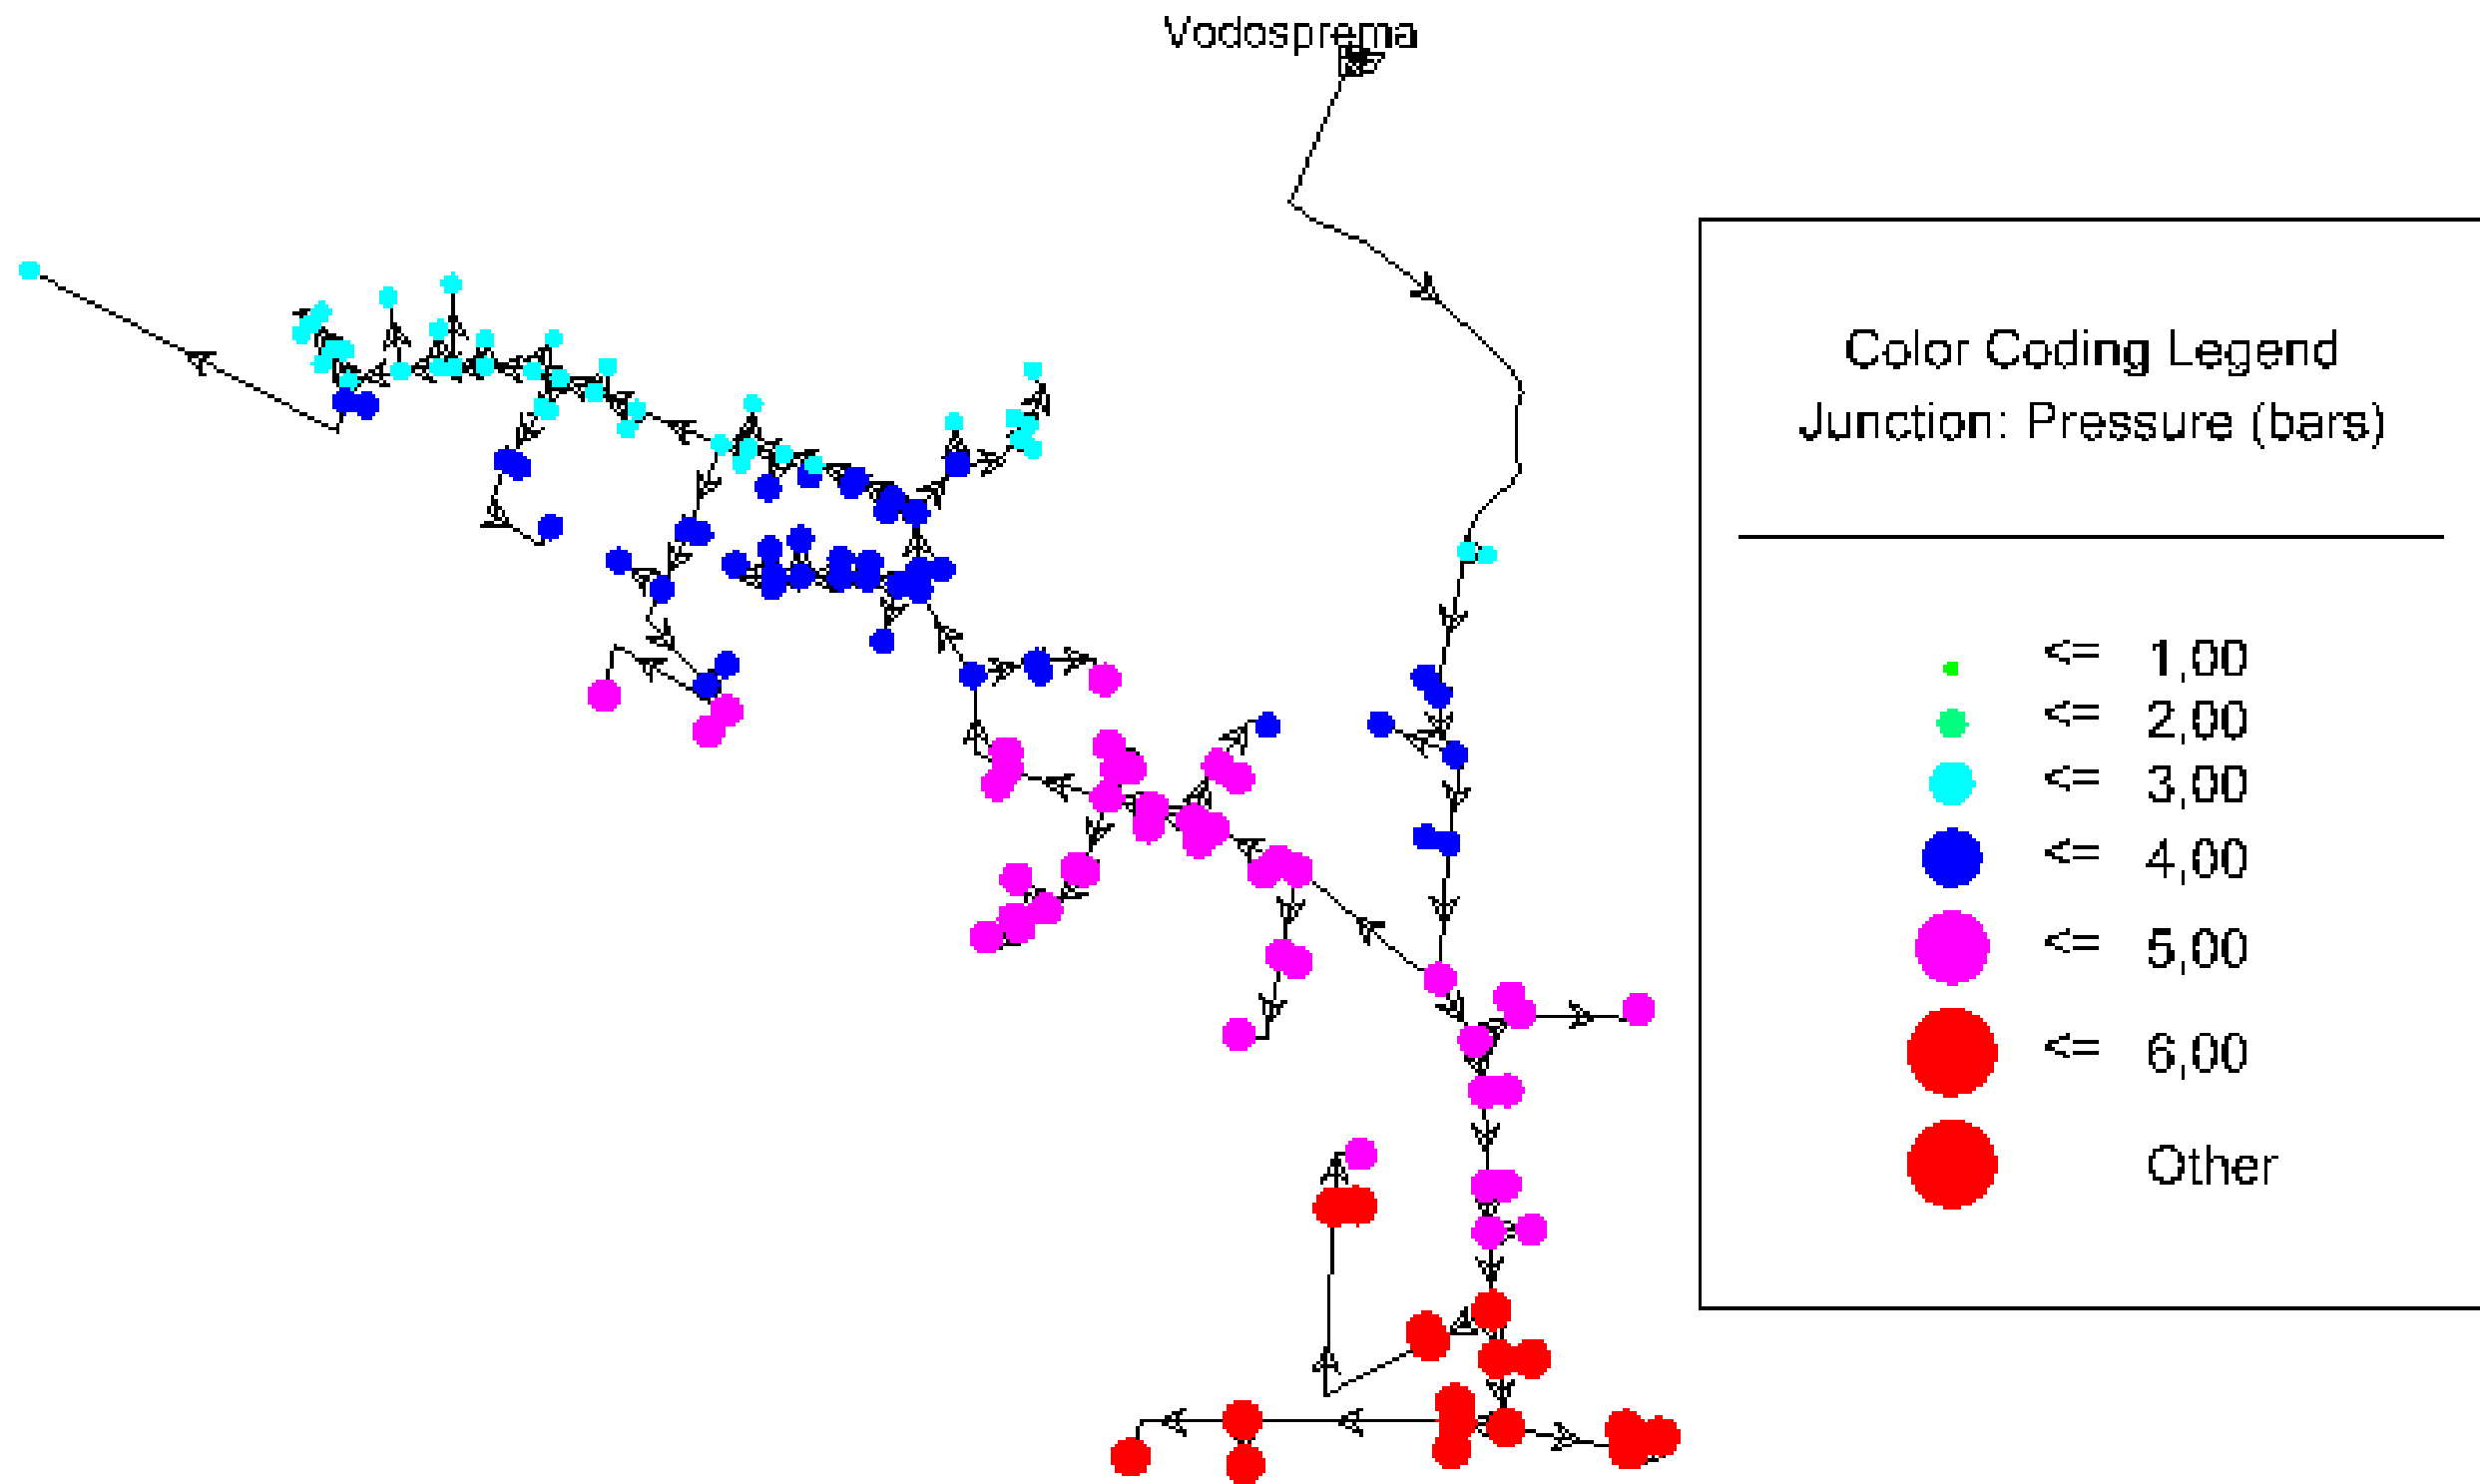 Vodosprema
Color Coding Legend
Junction: Pressure (bars)
<= 1,00
<= 2,00
<= 3,00
<= 4,00
<= 5,00
<= 6,00
Other